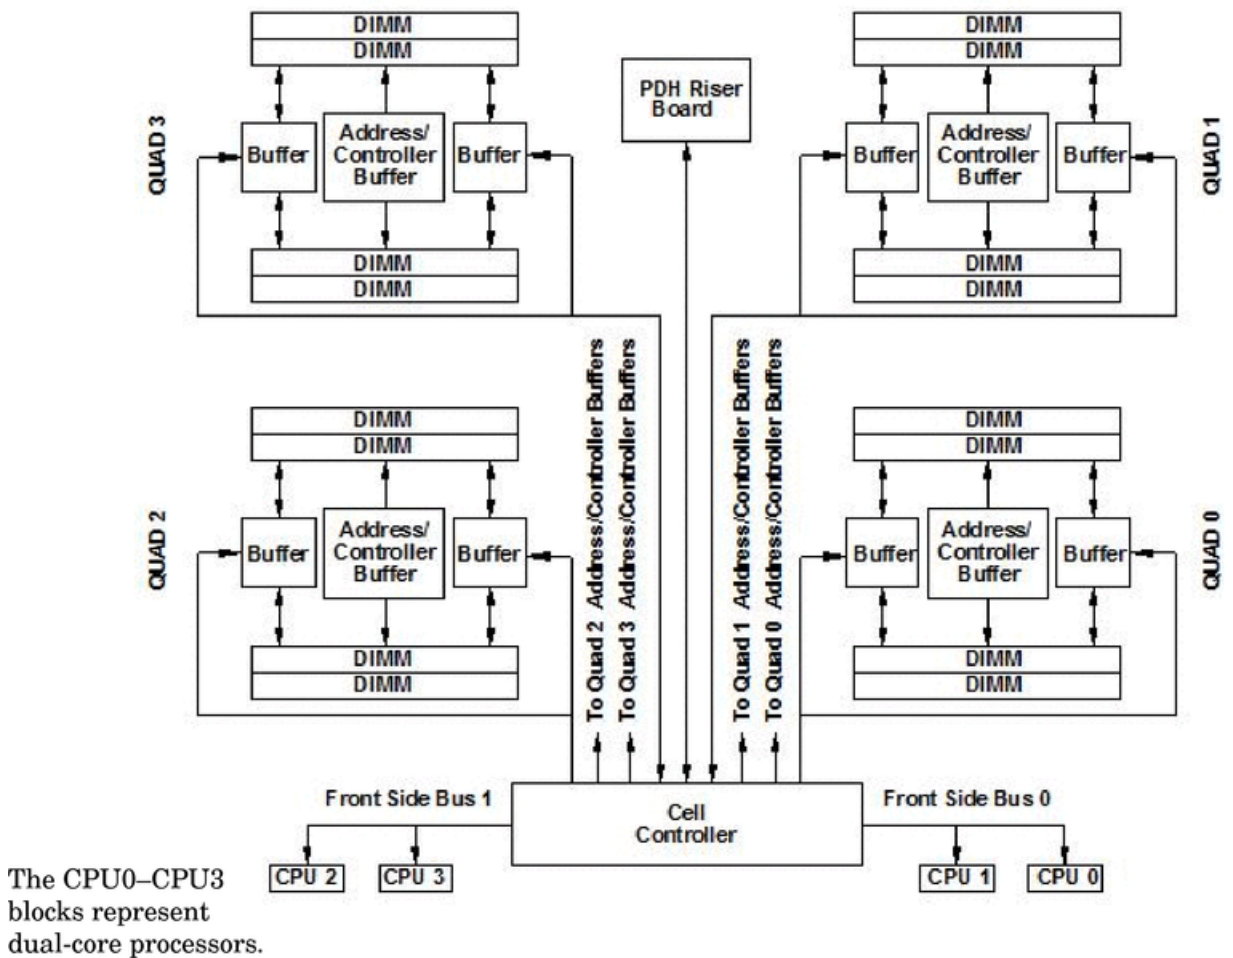 DIMM
DIMM
QUAD 3
Buffer
Address/
Controller
Buffer
Buffer
DIMM
DIMM
PDH Riser
Board
DIMM
DIMM
Buffer
Address/
Controller
Buffer
Buffer
QUAD 1
DIMM
DIMM
DIMM
DIMM
QUAD 2
Buffer
Address/
Controller
Buffer
Buffer
DIMM
DIMM
To Quad 2 Address/Controller Buffers
To Quad 3 Address/Controller Buffers
To Quad 1 Address/Controller Buffers
To Quad 0 Address/Controller Buffers
DIMM
DIMM
Buffer
Address/
Controller
Buffer
Buffer
QUAD 0
DIMM
DIMM
Front Side Bus 1
Cell
Controller
Front Side Bus 0
CPU 2
CPU 3
CPU 1
CPU 0
The CPU0–CPU3
blocks represent
dual-core processors.